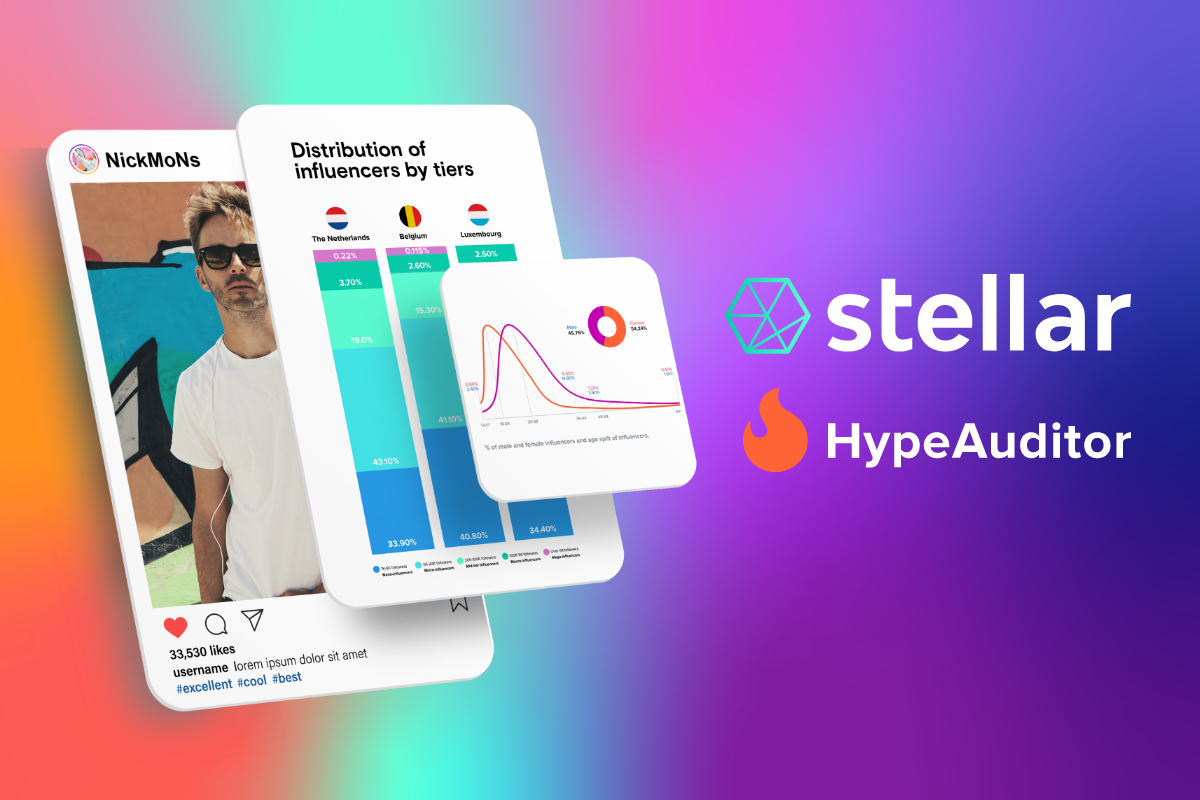 NickMoNs
33,530 likes
username lorem ipsum dolor sit amet
#excellent #cool #best
Distribution of
influencers by tiers
The Netherlands
Belgium
Luxembourg
0.22%
0.115%
2.50%
3.70%
2.60%
19.0%
15.30%
43.10%
41.10%
33.90%
40.80%
34.40%
Male
45.76%
Female
54.24%
% of male and female influencers and age split of influencers.
stellar
HypeAuditor